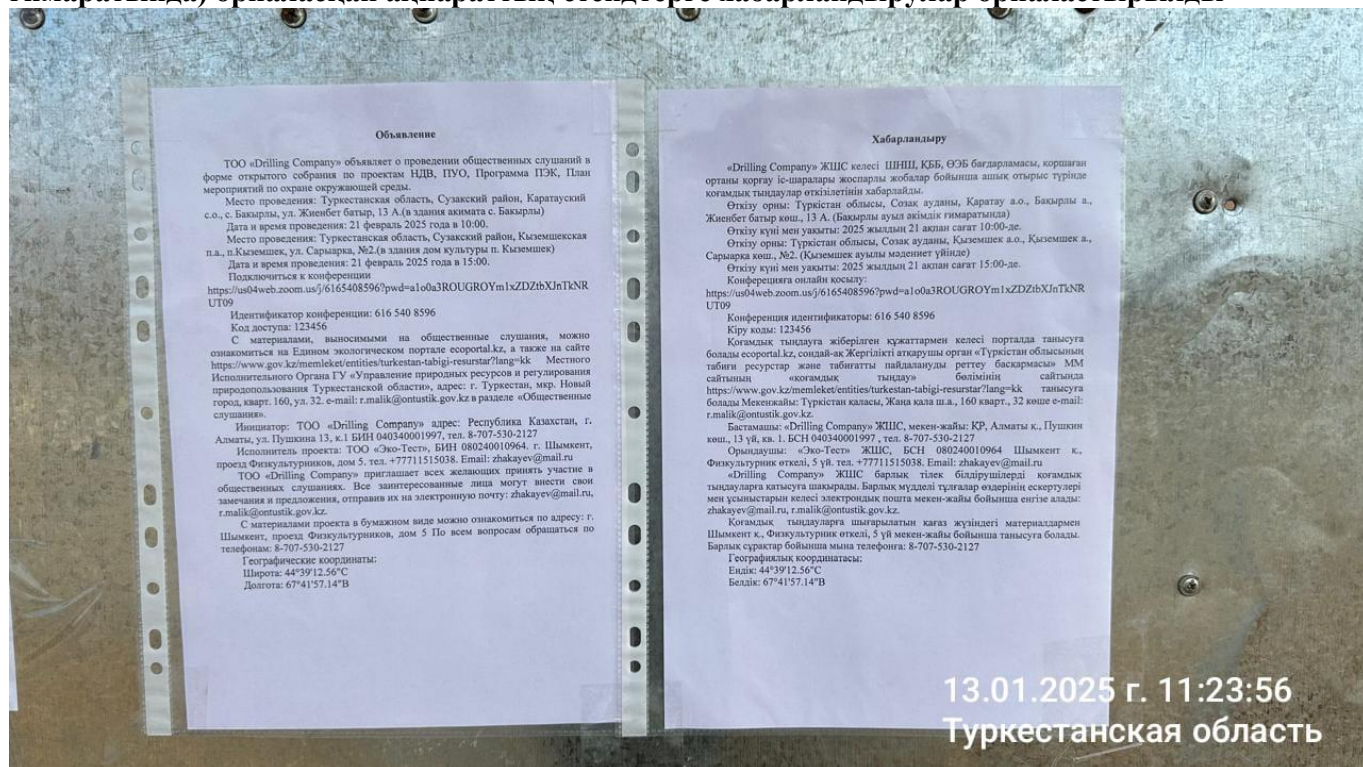 ғимаратында) орналасқан ақпараттық стендтерге хабарландырулар орналастырылды
Объявление
ТОО «Drilling Company» объявляет о проведении общественных слушаний в
форме открытого собрания по проектам НДВ, ПУО, Программа ПЭК, План
мероприятий по охране окружающей среды.
Место проведения: Туркестанская область, Сузакский район, Каратауский
с.о., с. Бакырлы, ул. Жиенбет батыр, 13 А.(в здания акимата с. Бакырлы)
Дата и время проведения: 21 февраль 2025 года в 10:00.
Место проведения: Туркестанская область, Сузакский район, Кыземшекская
п.а., п.Кыземшек, ул. Сарыарка, №2.(в здания дом культуры п. Кыземшек)
Дата и время проведения: 21 февраль 2025 года в 15:00.
Подключиться к конференции
https://us04web.zoom.us/j/6165408596?pwd=a1o0a3ROUGROYm1xZDZtbXJnTkNR
UT09
Идентификатор конференции: 616 540 8596
Код доступа: 123456
С материалами, выносимыми на общественные слушания, можно
ознакомиться на Едином экологическом портале ecoportal.kz, а также на сайте
https://www.gov.kz/memleket/entities/turkestan-tabigi-resurstar?lang=kk Местного
Исполнительного Органа ГУ «Управление природных ресурсов и регулирования
природопользования Туркестанской области», адрес: г. Туркестан, мкр. Новый
город, кварт. 160, ул. 32. e-mail: r.malik@ontustik.gov.kz в разделе «Общественные
слушания».
Инициатор: ТОО «Drilling Company» адрес: Республика Казахстан, г.
Алматы, ул. Пушкина 13, к.1 БИН 040340001997, тел. 8-707-530-2127
Исполнитель проекта: ТОО «Эко-Тест», БИН 080240010964. г. Шымкент,
проезд Физкультурников, дом 5. тел. +77711515038. Email: zhakayev@mail.ru
ТОО «Drilling Company» приглашает всех желающих принять участие в
общественных слушаниях. Все заинтересованные лица могут внести свои
замечания и предложения, отправив их на электронную почту: zhakayev@mail.ru,
r.malik@ontustik.gov.kz.
С материалами проекта в бумажном виде можно ознакомиться по адресу: г.
Шымкент, проезд Физкультурников, дом 5 По всем вопросам обращаться по
телефонам: 8-707-530-2127
Географические координаты:
Широта: 44°39'12.56"С
Долгота: 67°41'57.14"В
Хабарландыру
«Drilling Company» ЖШС келесі ШНШ, ҚББ, ӨЭБ бағдарламасы, қоршаған
ортаны қорғау іс-шаралары жоспарлы жобалар бойынша ашық отырыс түрінде
қоғамдық тыңдаулар өткізілетінін хабарлайды.
Өткізу орны: Түркістан облысы, Созақ ауданы, Қаратау а.о., Бақырлы а.,
Жиенбет батыр көш., 13 А. (Бақырлы ауыл әкімдік ғимаратында)
Өткізу күні мен уақыты: 2025 жылдың 21 ақпан сағат 10:00-де.
Өткізу орны: Түркістан облысы, Созақ ауданы, Қыземшек а.о., Қыземшек а.,
Сарыарка көш., №2. (Қыземшек ауылы мәдениет үйінде)
Өткізу күні мен уақыты: 2025 жылдың 21 ақпан сағат 15:00-де.
Конференцияға онлайн қосылу:
https://us04web.zoom.us/j/6165408596?pwd=a1o0a3ROUGROYm1xZDZtbXJnTkNR
UT09
Конференция идентификаторы: 616 540 8596
Кіру коды: 123456
Қоғамдық тыңдауға жіберілген құжаттармен келесі порталда танысуға
болады ecoportal.kz, сондай-ақ Жергілікті атқарушы орган «Түркістан облысының
табиғи ресурстар және табиғатты пайдалануды реттеу басқармасы» ММ
сайтының «қоғамдық тыңдау» бөлімінің сайтында
https://www.gov.kz/memleket/entities/turkestan-tabigi-resurstar?lang=kk танысуға
болады Мекенжайы: Түркістан қаласы, Жаңа қала ш.а., 160 кварт., 32 көше e-mail:
r.malik@ontustik.gov.kz.
Бастамашы: «Drilling Company» ЖШС, мекен-жайы: ҚР, Алматы қ., Пушкин
көш., 13 үй, кв. 1. БСН 040340001997 , тел. 8-707-530-2127
Орындаушы: «Эко-Тест» ЖШС, БСН 080240010964 Шымкент қ.,
Физкультурник өткелі, 5 үй. тел. +77711515038. Email: zhakayev@mail.ru
«Drilling Company» ЖШС барлық тілек білдірушілерді қоғамдық
тыңдауларға қатысуға шақырады. Барлық мүдделі тұлғалар өздерінің ескертулері
мен ұсыныстарын келесі электрондық пошта мекен-жайы бойынша енгізе алады:
zhakayev@mail.ru, r.malik@ontustik.gov.kz.
Қоғамдық тыңдауларға шығарылатын қағаз жүзіндегі материалдармен
Шымкент қ., Физкультурник өткелі, 5 үй мекен-жайы бойынша танысуға болады.
Барлық сұрақтар бойынша мына телефонға: 8-707-530-2127
Географиялық координатасы:
Ендік: 44°39'12.56"С
Белдік: 67°41'57.14"В
13.01.2025 г. 11:23:56
Туркестанская область